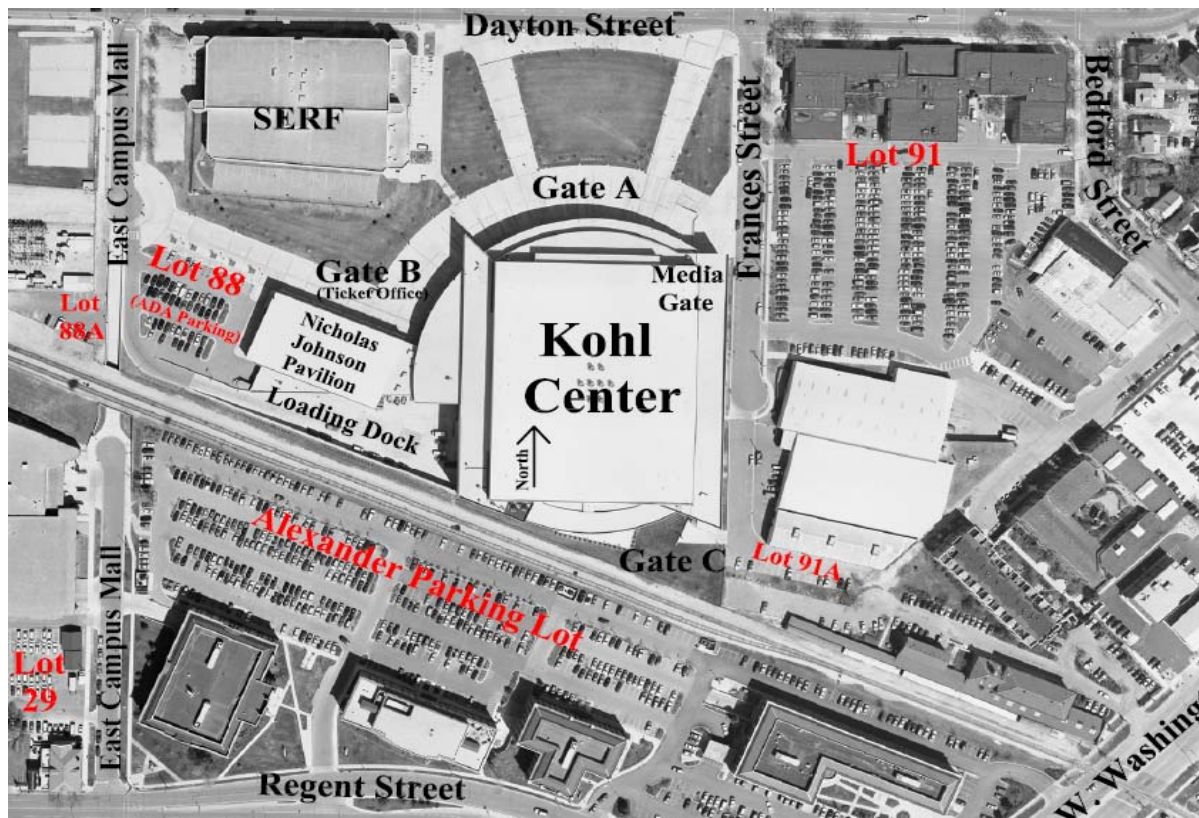 Dayton Street
East Campus Mall
SERF
Lot 91
Bedford Street
Frances Street
Gate A
Gate B
(Ticket Office)
Media
Gate
Lot 88
(ADA Parking)
Lot
88A
Nicholas
Johnson
Pavilion
Kohl
Center
Loading Dock
North
Alexander Parking Lot
Gate C
Lot 91A
East Campus Mall
Lot
29
Regent Street
W. Washing